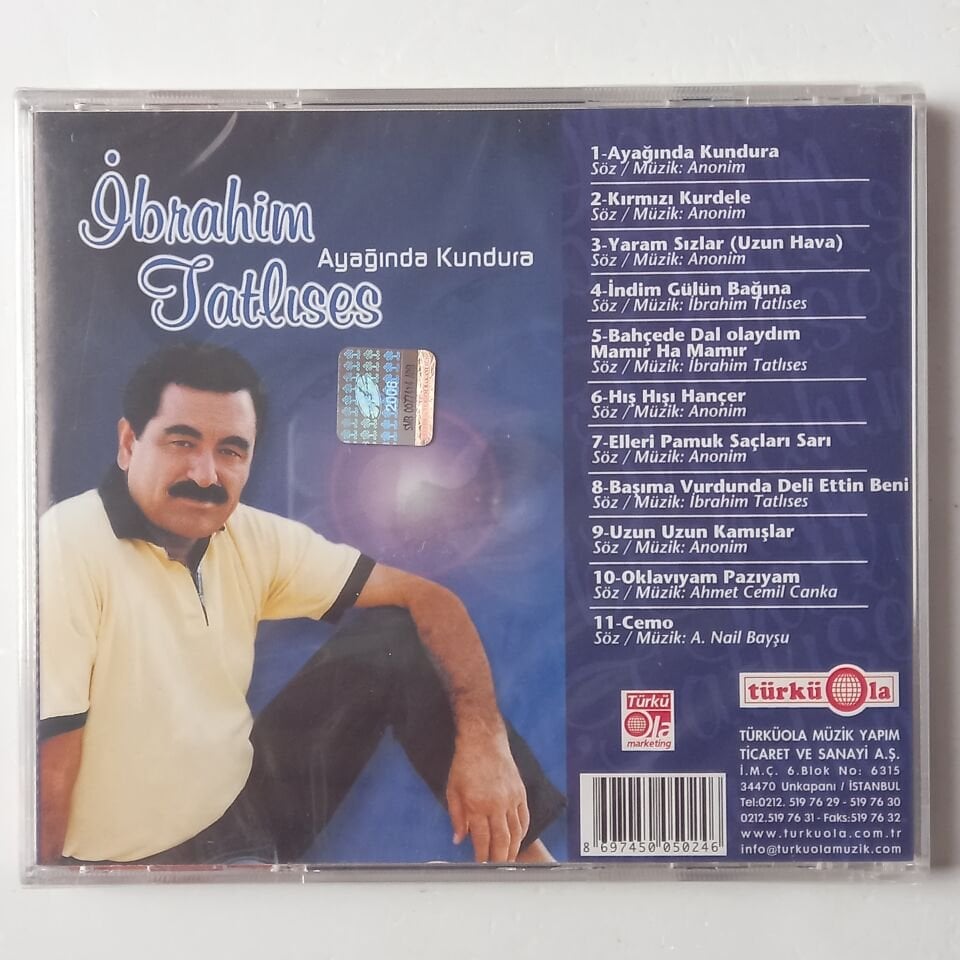 İbrahim
Tatlıses
Ayağında Kundura
2008
1-Ayağında Kundura
Söz / Müzik: Anonim
2-Kırmızı Kurdele
Söz / Müzik: Anonim
3-Yaram Sızlar (Uzun Hava)
Söz / Müzik: Anonim
4-İndim Gülün Bağına
Söz / Müzik: İbrahim Tatlıses
5-Bahçede Dal olaydım
Mamır Ha Mamır
Söz / Müzik: İbrahim Tatlıses
6-Hış Hışı Hançer
Söz / Müzik: Anonim
7-Elleri Pamuk Saçları Sarı
Söz / Müzik: Anonim
8-Başıma Vurdunda Deli Ettin Beni
Söz / Müzik: İbrahim Tatlıses
9-Uzun Uzun Kamışlar
Söz / Müzik: Anonim
10-Oklavıyam Pazıyam
Söz / Müzik: Ahmet Cemil Canka
11-Cemo
Söz / Müzik: A. Nail Bayşu
Türkü
Ola
marketing
türkü Ola
TÜRKÜOLA MÜZİK YAPIM
TİCARET VE SANAYİ A.Ş.
İ.M.Ç. 6.Blok No: 6315
34470 Unkapanı / İSTANBUL
Tel:0212. 519 76 29 - 519 76 30
0212.519 76 31 - Faks:519 76 32
www.turkuola.com.tr
info@turkuolamuzik.com
8 697450 050246